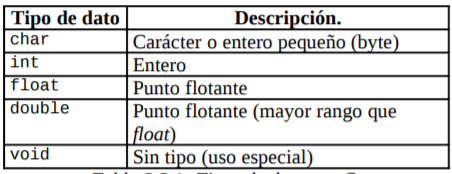 Tipo de dato Descripción.
char Carácter o entero pequeño (byte)
int Entero
float Punto flotante
double Punto flotante (mayor rango que
float)
void Sin tipo (uso especial)